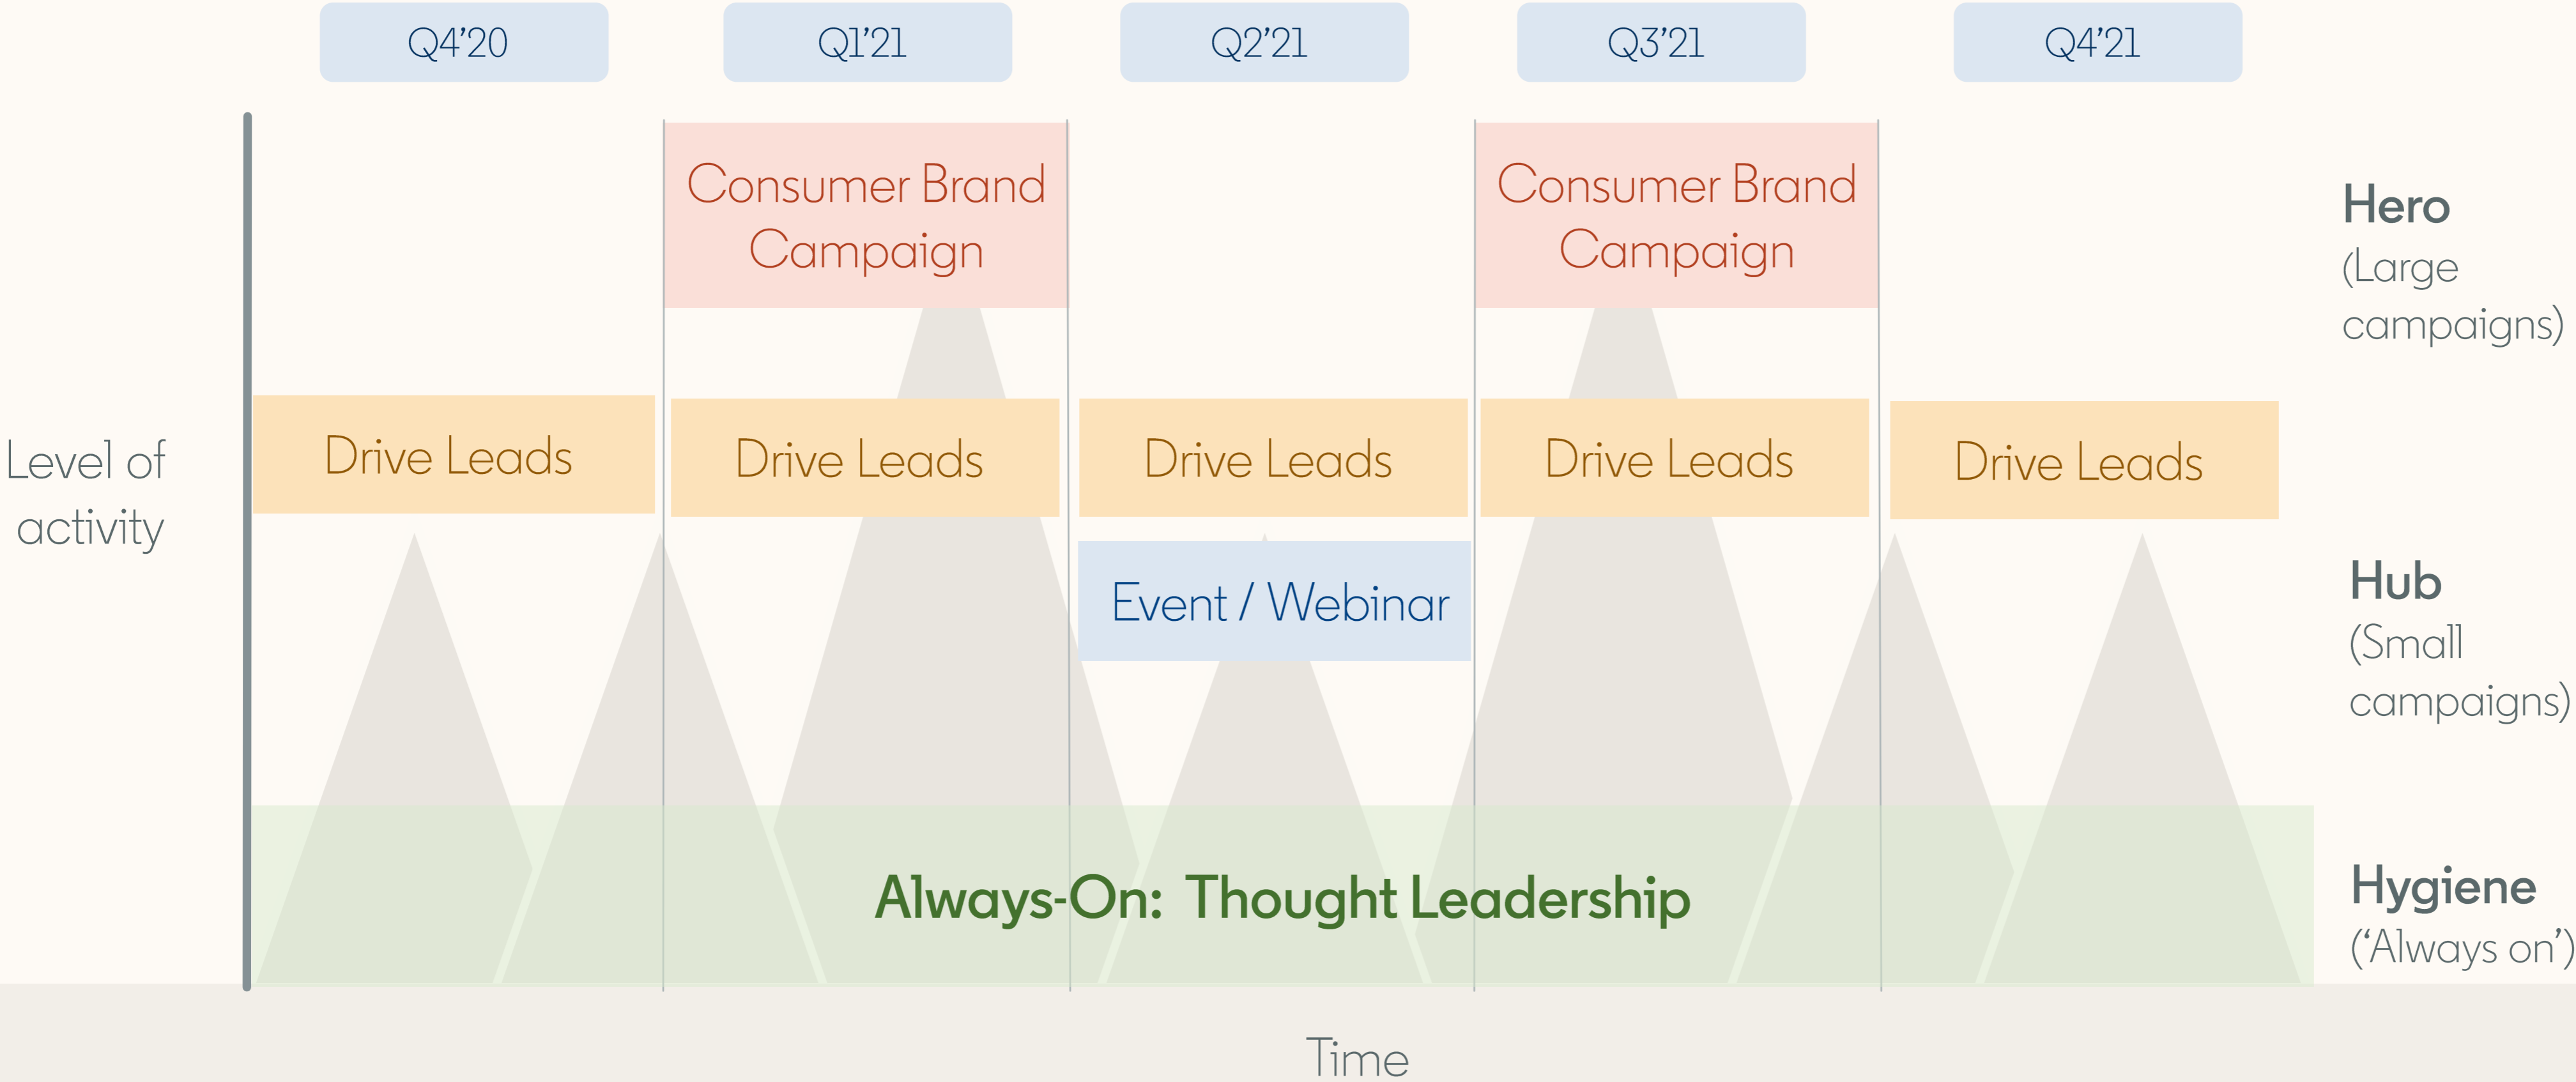 Q4’20
Q1’21
Q2’21
Q3’21
Q4’21
Consumer Brand
Campaign
Consumer Brand
Campaign
Hero
(Large
campaigns)
Level of
activity
Drive Leads
Drive Leads
Drive Leads
Drive Leads
Drive Leads
Event / Webinar
Hub
(Small
campaigns)
Always-On: Thought Leadership
Hygiene
(‘Always on’)
Time